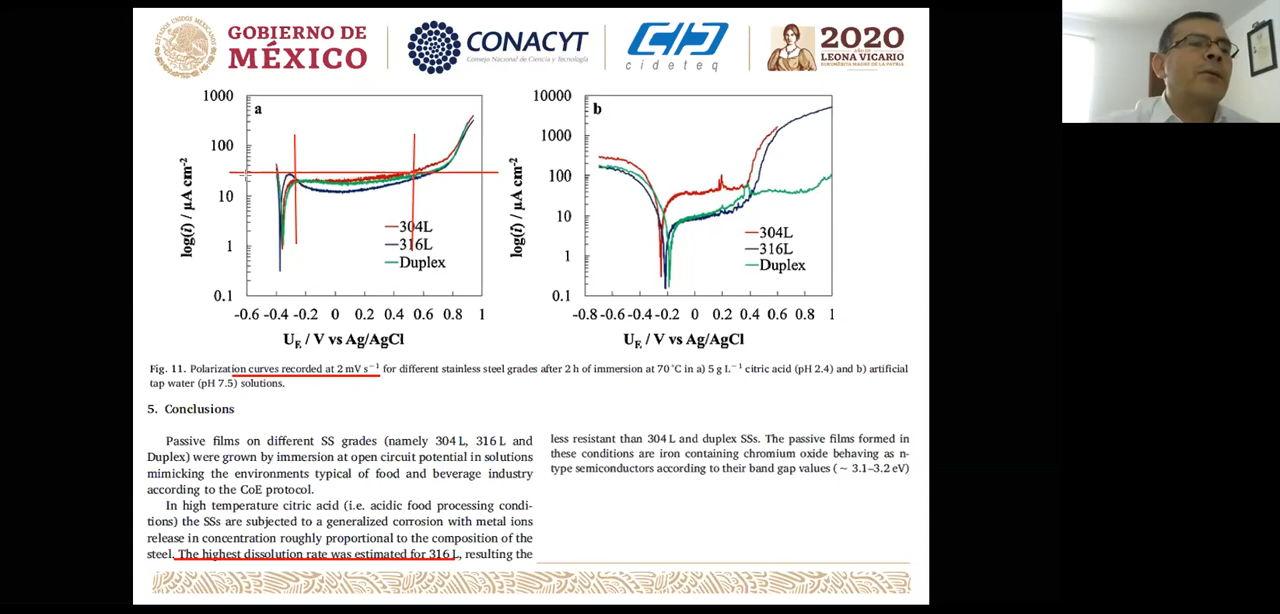 GOBIERNO DE
MÉXICO
CONACYT
Consejo Nacional de Ciencia y Tecnología
cideteq
2020
AÑO DE
LEONA VICARIO
BENEMÉRITA MADRE DE LA PATRIA
1000
100
10
1
0.1
log(i) / μA cm-2
a
304L
316L
Duplex
-0.6 -0.4 -0.2 0 0.2 0.4 0.6 0.8 1
UE / V vs Ag/AgCl
10000
1000
100
10
1
0.1
log(i) / μA cm-2
b
304L
316L
Duplex
-0.8 -0.6 -0.4 -0.2 0 0.2 0.4 0.6 0.8 1
UE / V vs Ag/AgCl
Fig. 11. Polarization curves recorded at 2 mV s−1 for different stainless steel grades after 2 h of immersion at 70 °C in a) 5 g L−1 citric acid (pH 2.4) and b) artificial
tap water (pH 7.5) solutions.
5. Conclusions
Passive films on different SS grades (namely 304 L, 316 L and
Duplex) were grown by immersion at open circuit potential in solutions
mimicking the environments typical of food and beverage industry
according to the CoE protocol.
In high temperature citric acid (i.e. acidic food processing condi-
tions) the SSs are subjected to a generalized corrosion with metal ions
release in concentration roughly proportional to the composition of the
steel. The highest dissolution rate was estimated for 316 L, resulting the
less resistant than 304 L and duplex SSs. The passive films formed in
these conditions are iron containing chromium oxide behaving as n-
type semiconductors according to their band gap values (~ 3.1–3.2 eV)